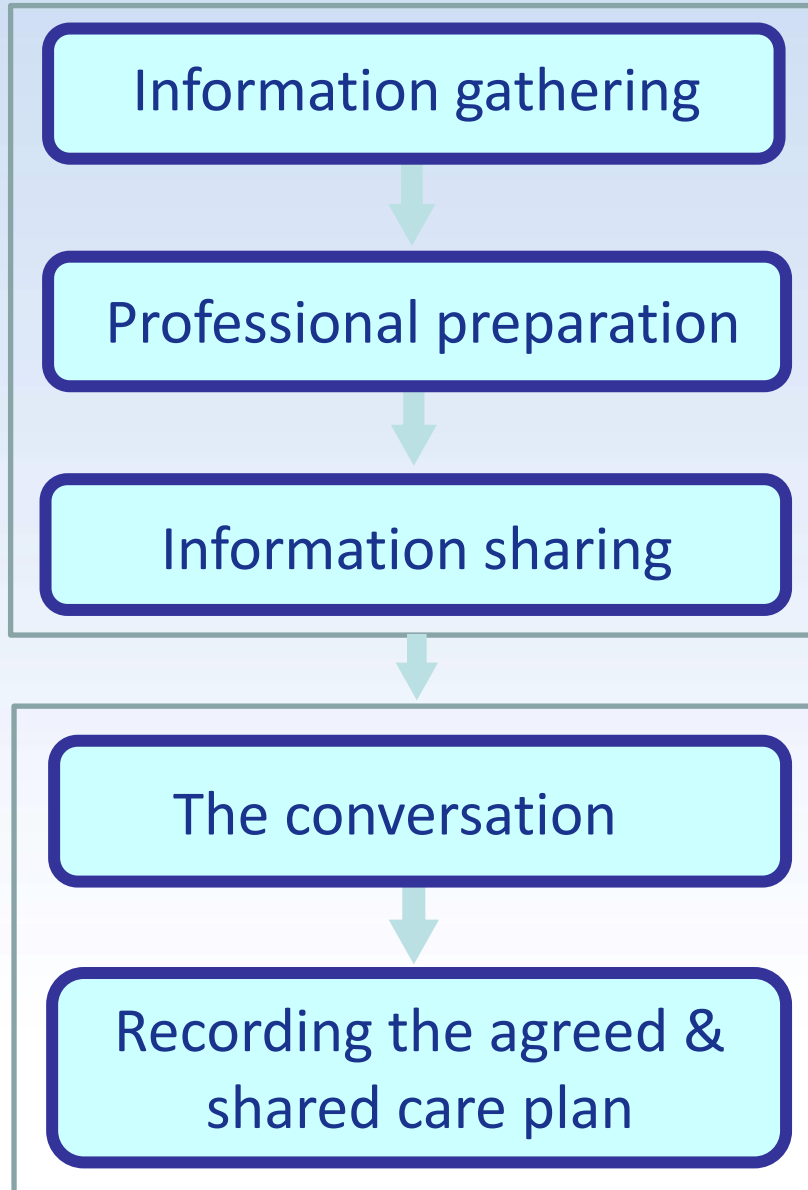 Information gathering
Professional preparation
Information sharing
The conversation
Recording the agreed &
shared care plan